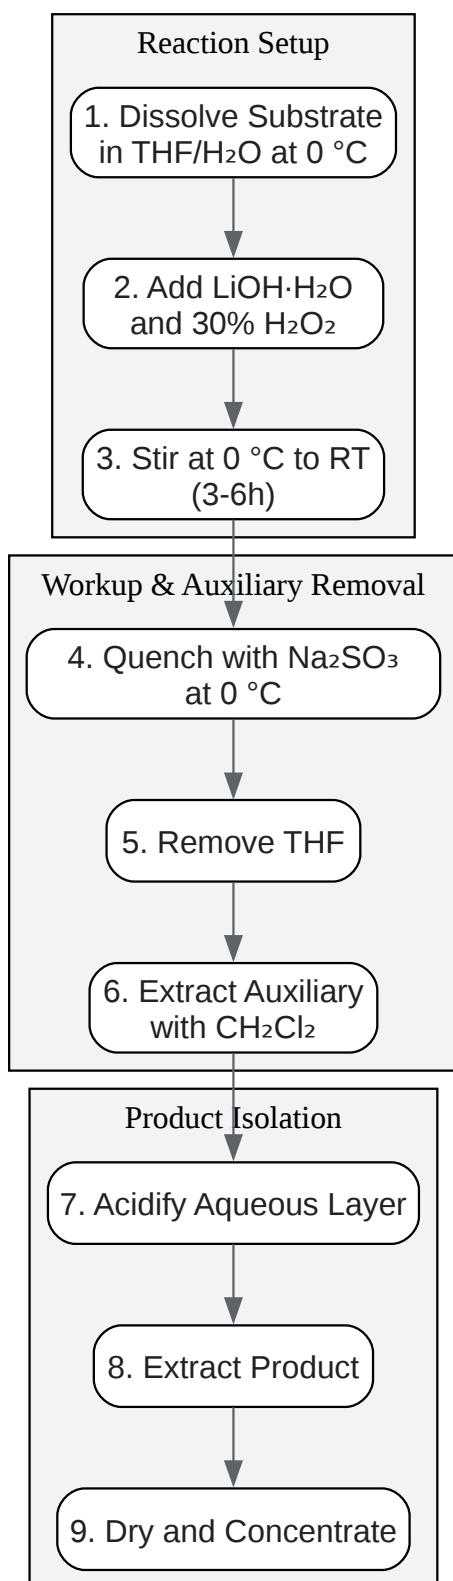 Reaction Setup
1. Dissolve Substrate
in THF/H₂O at 0 °C
2. Add LiOH·H₂O
and 30% H₂O₂
3. Stir at 0 °C to RT
(3-6h)
Workup & Auxiliary Removal
4. Quench with Na₂SO₃
at 0 °C
5. Remove THF
6. Extract Auxiliary
with CH₂Cl₂
Product Isolation
7. Acidify Aqueous Layer
8. Extract Product
9. Dry and Concentrate